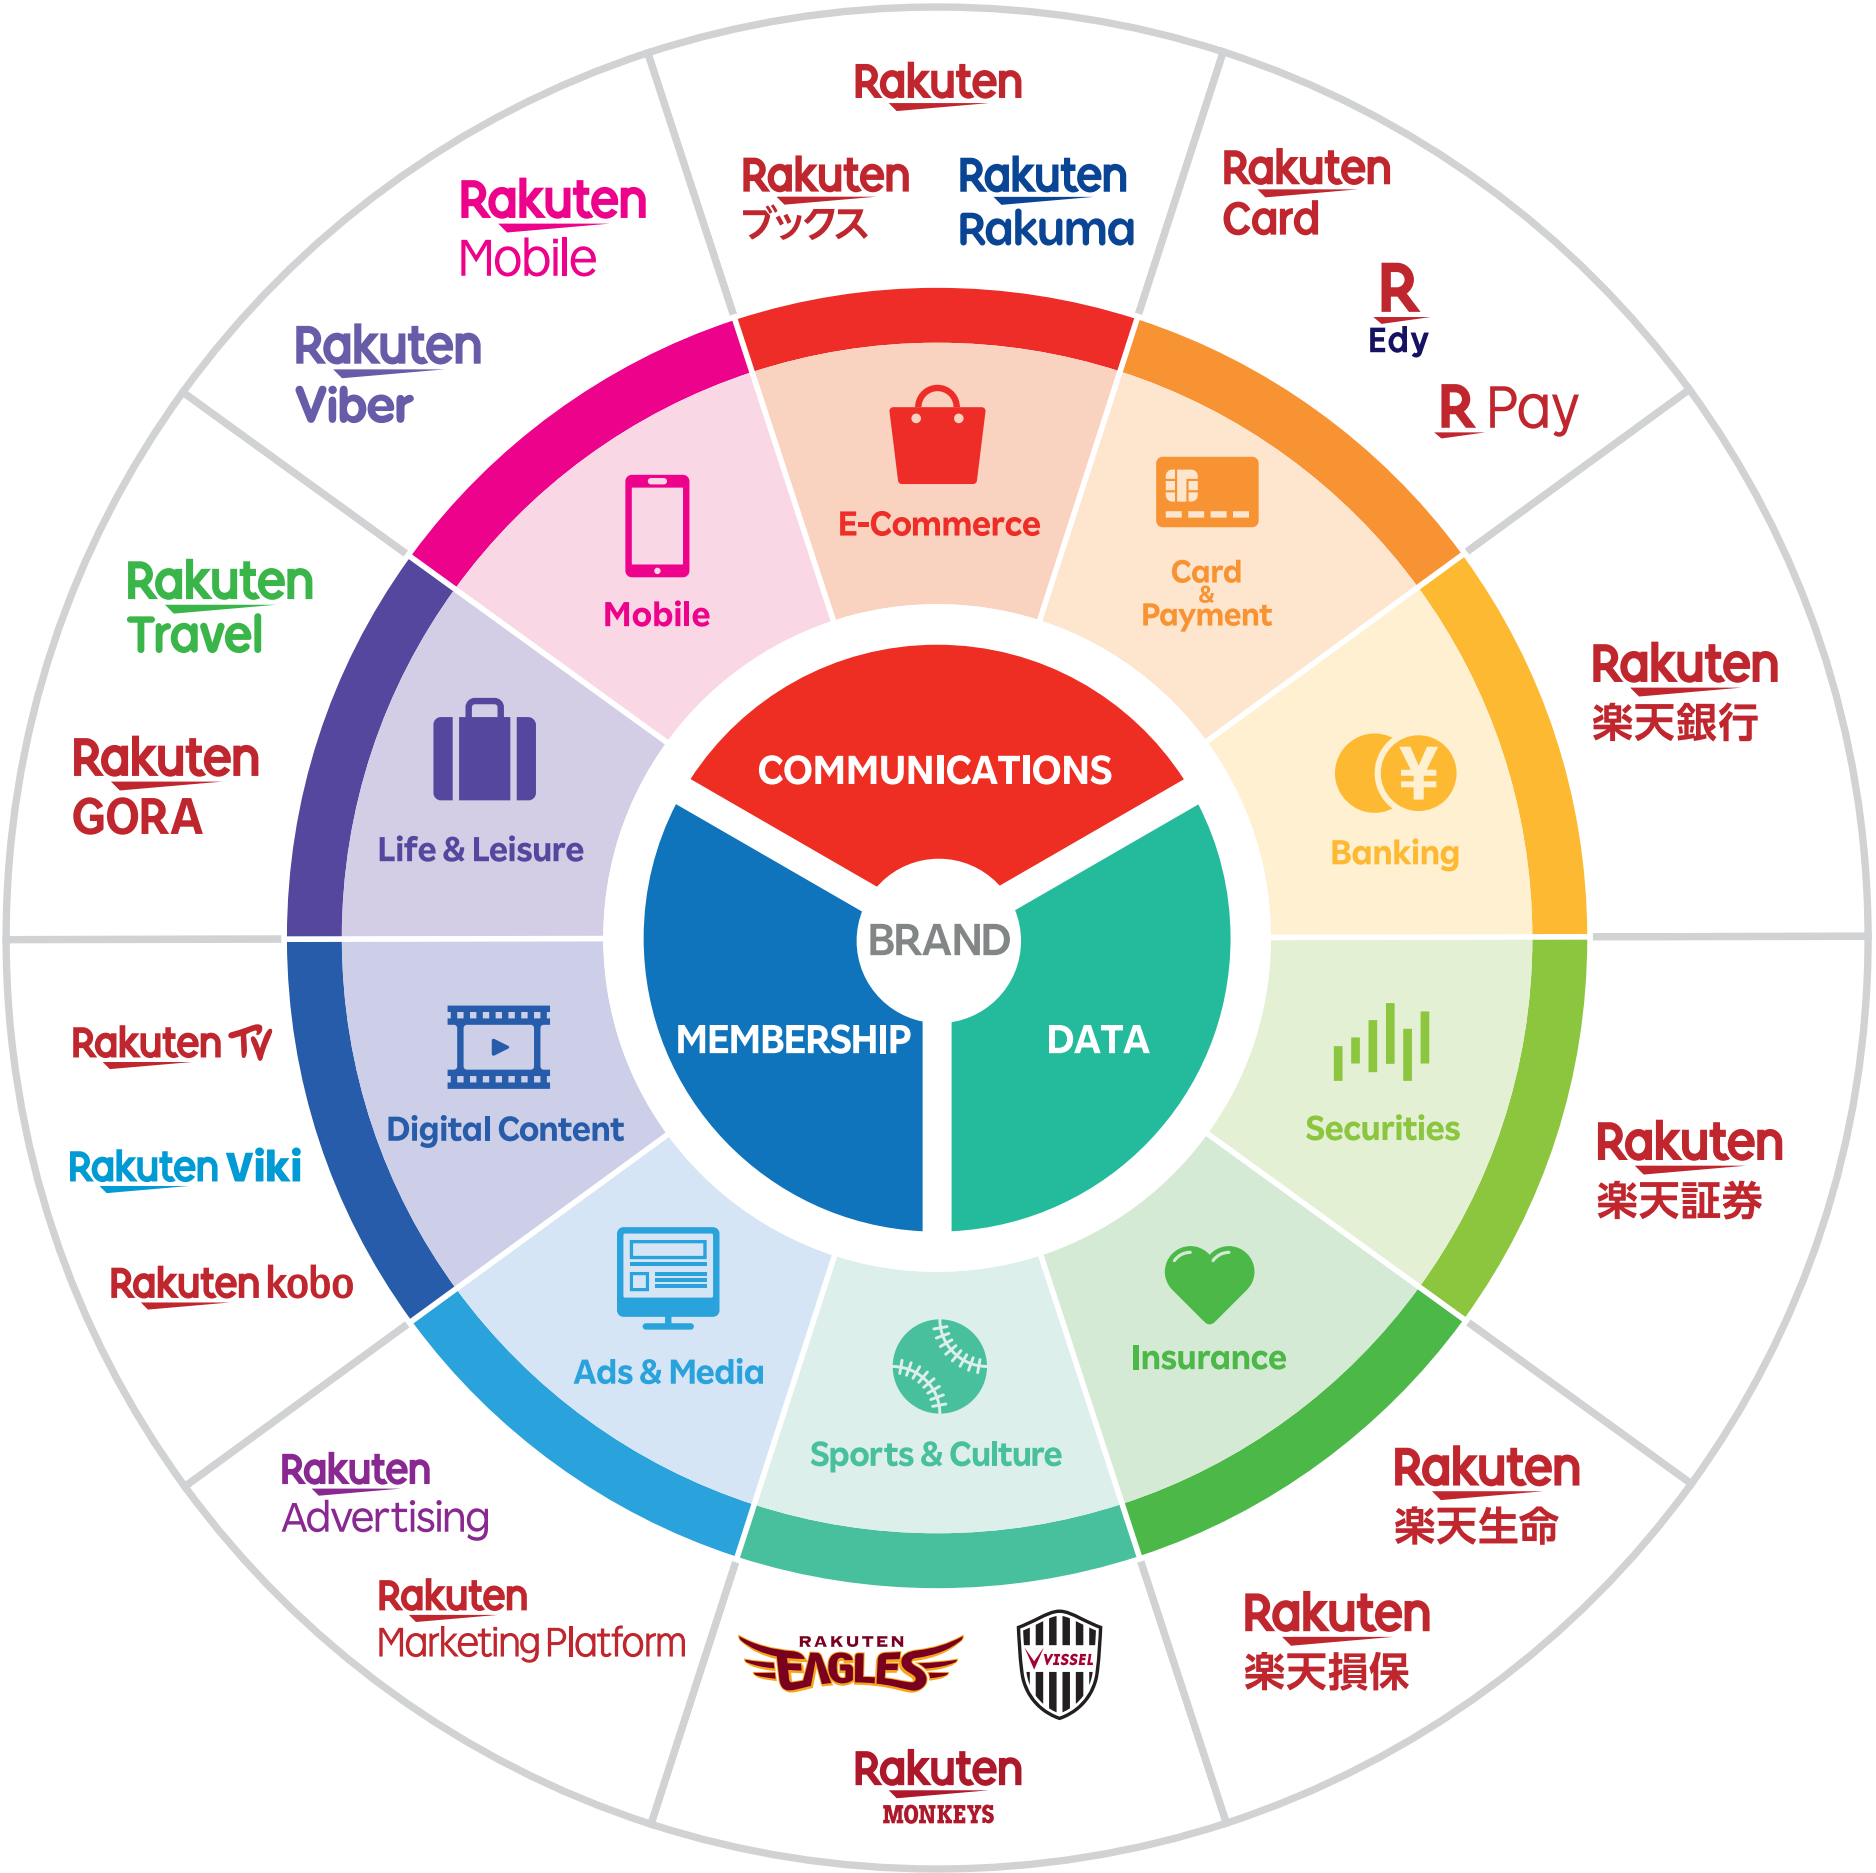 Rakuten
Rakuten
ブックス
Rakuten
Rakuma
Rakuten
Card
R
Edy
R Pay
Rakuten
楽天銀行
Rakuten
楽天証券
Rakuten
楽天生命
Rakuten
楽天損保
RAKUTEN
EAGLES
VISSEL
Rakuten
MONKEYS
Rakuten
Advertising
Rakuten
Marketing Platform
Rakuten TV
Rakuten Viki
Rakuten kobo
Rakuten
Travel
Rakuten
GORA
Rakuten
Mobile
Rakuten
Viber
E-Commerce
Card
&
Payment
¥
Banking
Securities
Insurance
Sports & Culture
Ads & Media
Digital Content
Life & Leisure
Mobile
COMMUNICATIONS
BRAND
MEMBERSHIP
DATA